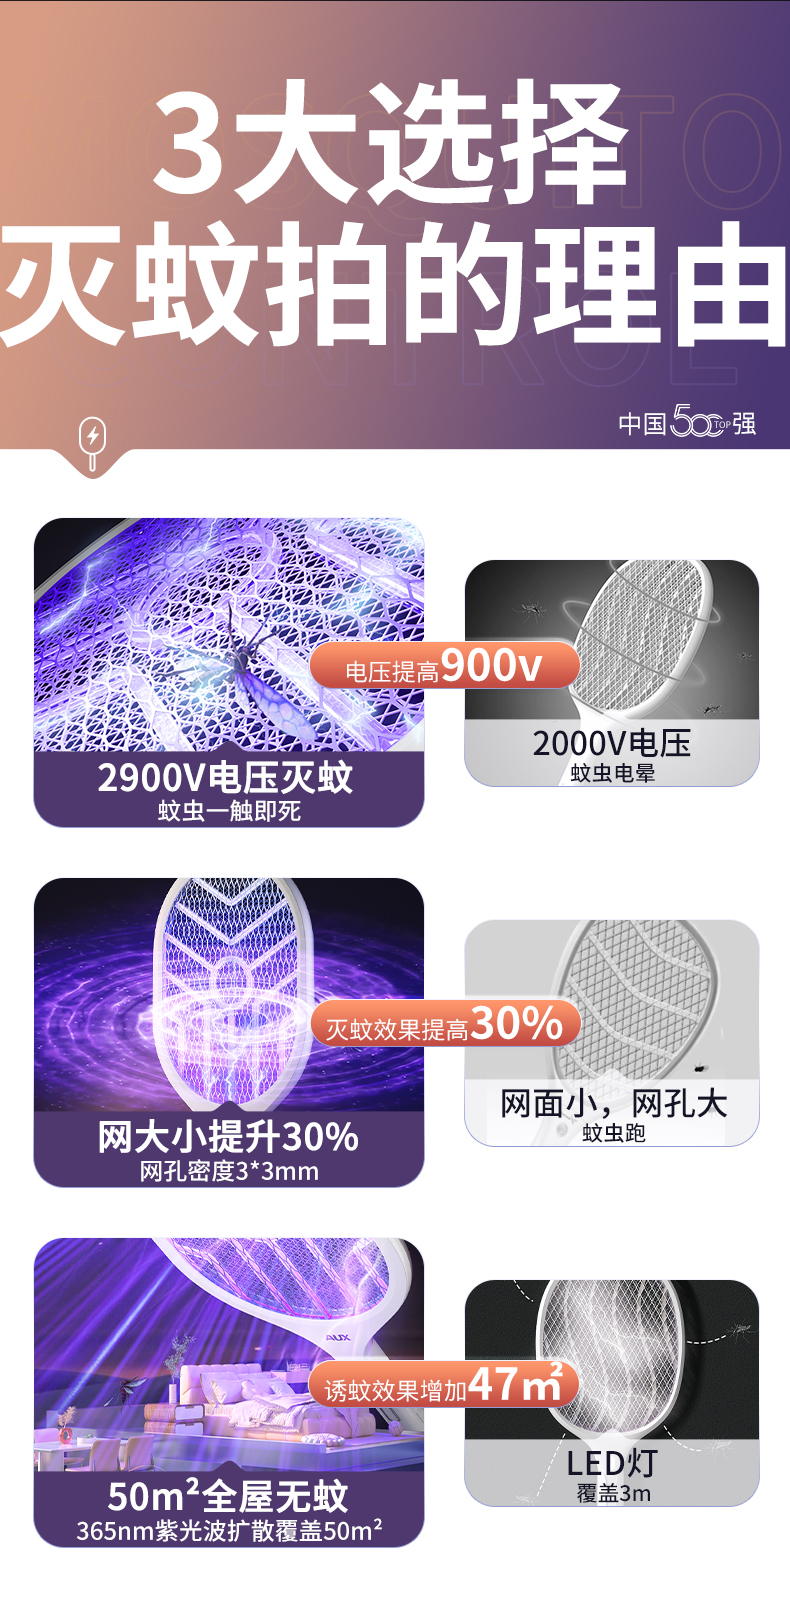 3大选择
灭蚊拍的理由
MOSQUITO
CONTROL
中国500TOP强
电压提高900v
2900V电压灭蚊
蚊虫一触即死
2000V电压
蚊虫电晕
灭蚊效果提高30%
网大小提升30%
网孔密度3*3mm
网面小，网孔大
蚊虫跑
AUX
诱蚊效果增加47㎡
50m²全屋无蚊
365nm紫光波扩散覆盖50m²
LED灯
覆盖3m